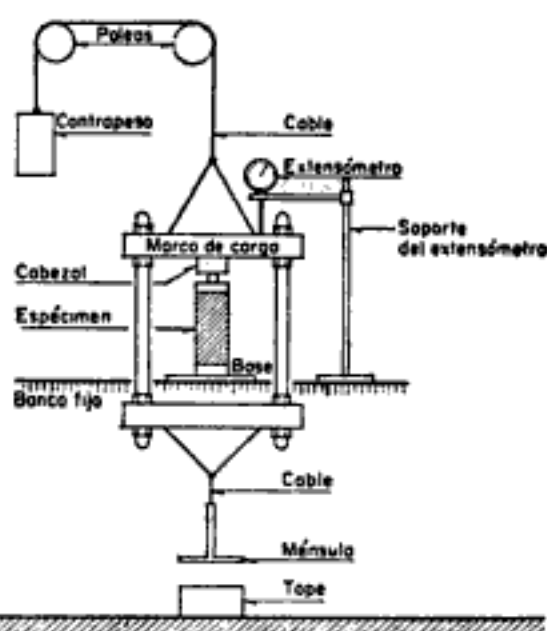 Poleas
Contrapeso
Cable
Extensómetro
Marco de carga
Soporte
del extensómetro
Cabezal
Espécimen
Base
Banco fijo
Cable
Ménsula
Tope